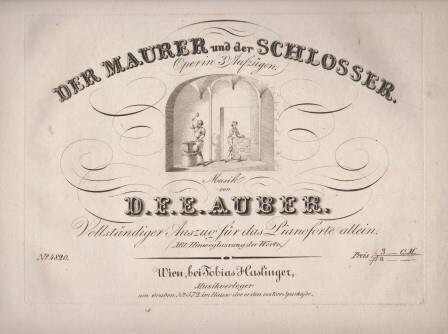 DER MAURER und der SCHLOSSER.
Oper in 3 Aufzügen.
Musik
von
D.F.E. AUBER.
Vollständiger Auszug für das Pianoforte allein.
Mit Hinweglassung der Worte.
No. 4820.
Preis f 3 — C.M.
Wien, bei Tobias Haslinger,
Musikverleger
am Graben No. 572, im Hause der ersten österr. Sparkasse.